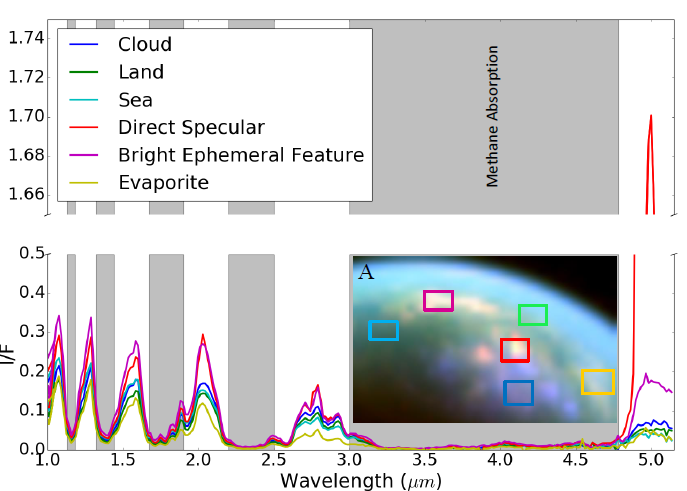 1.74
1.72
1.70
1.68
1.66
Cloud
Land
Sea
Direct Specular
Bright Ephemeral Feature
Evaporite
Methane Absorption
0.5
0.4
0.3
0.2
0.1
0.0
I/F
A
1.0 1.5 2.0 2.5 3.0 3.5 4.0 4.5 5.0
Wavelength (μm)